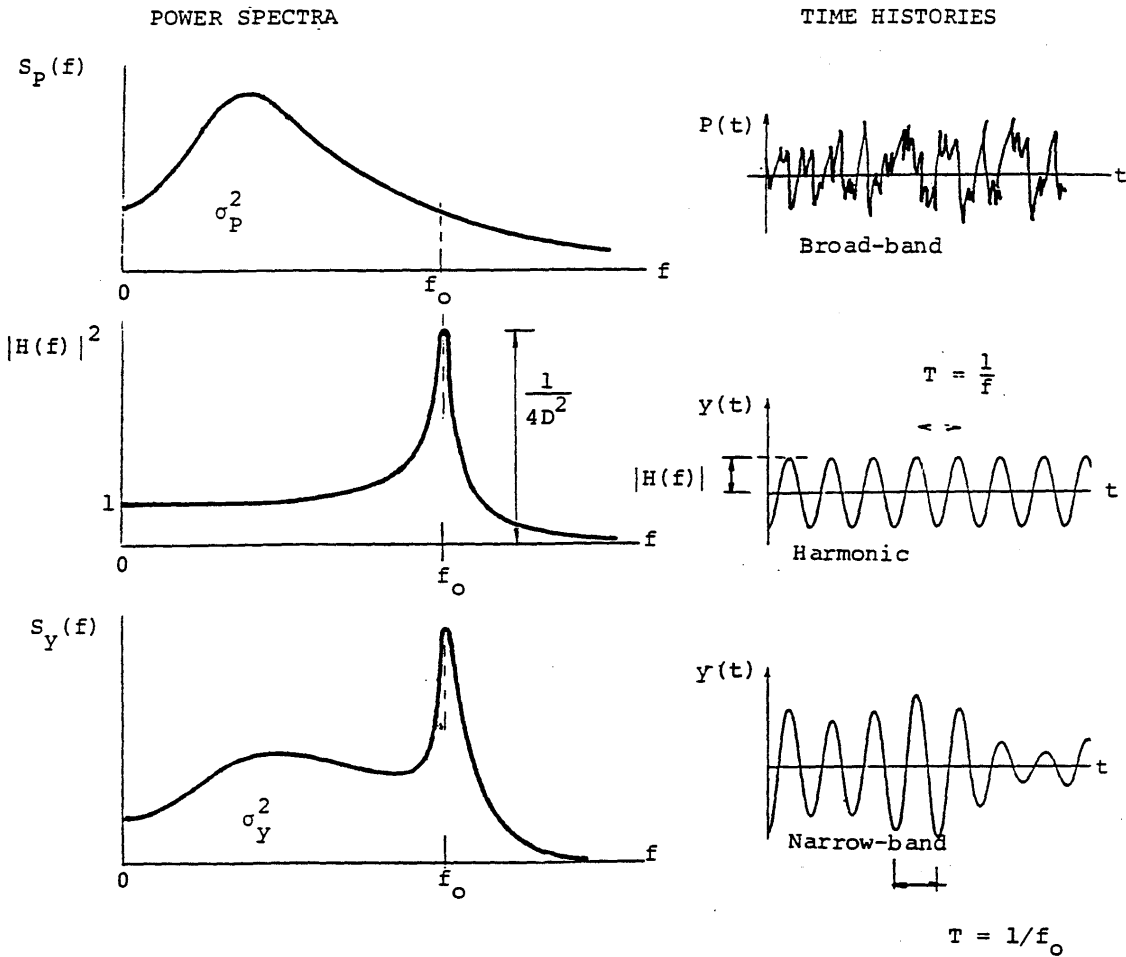 POWER SPECTRA
TIME HISTORIES
S_P(f)
σ_P^2
f_o
f
0
P(t)
t
Broad-band
|H(f)|^2
1/(4D^2)
1
f
0
f_o
T = 1/f
y(t)
|H(f)|
t
Harmonic
S_y(f)
σ_y^2
f
0
f_o
y(t)
t
Narrow-band
T = 1/f_o